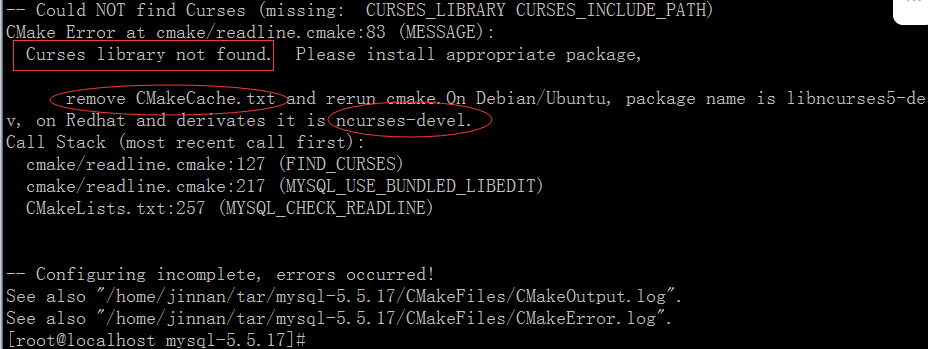 -- Could NOT find Curses (missing:  CURSES_LIBRARY CURSES_INCLUDE_PATH)
CMake Error at cmake/readline.cmake:83 (MESSAGE):
  Curses library not found.  Please install appropriate package,
      remove CMakeCache.txt and rerun cmake.On Debian/Ubuntu, package name is libncurses5-de
v, on Redhat and derivates it is ncurses-devel.
Call Stack (most recent call first):
  cmake/readline.cmake:127 (FIND_CURSES)
  cmake/readline.cmake:217 (MYSQL_USE_BUNDLED_LIBEDIT)
  CMakeLists.txt:257 (MYSQL_CHECK_READLINE)
-- Configuring incomplete, errors occurred!
See also "/home/jinnan/tar/mysql-5.5.17/CMakeFiles/CMakeOutput.log".
See also "/home/jinnan/tar/mysql-5.5.17/CMakeFiles/CMakeError.log".
[root@localhost mysql-5.5.17]#